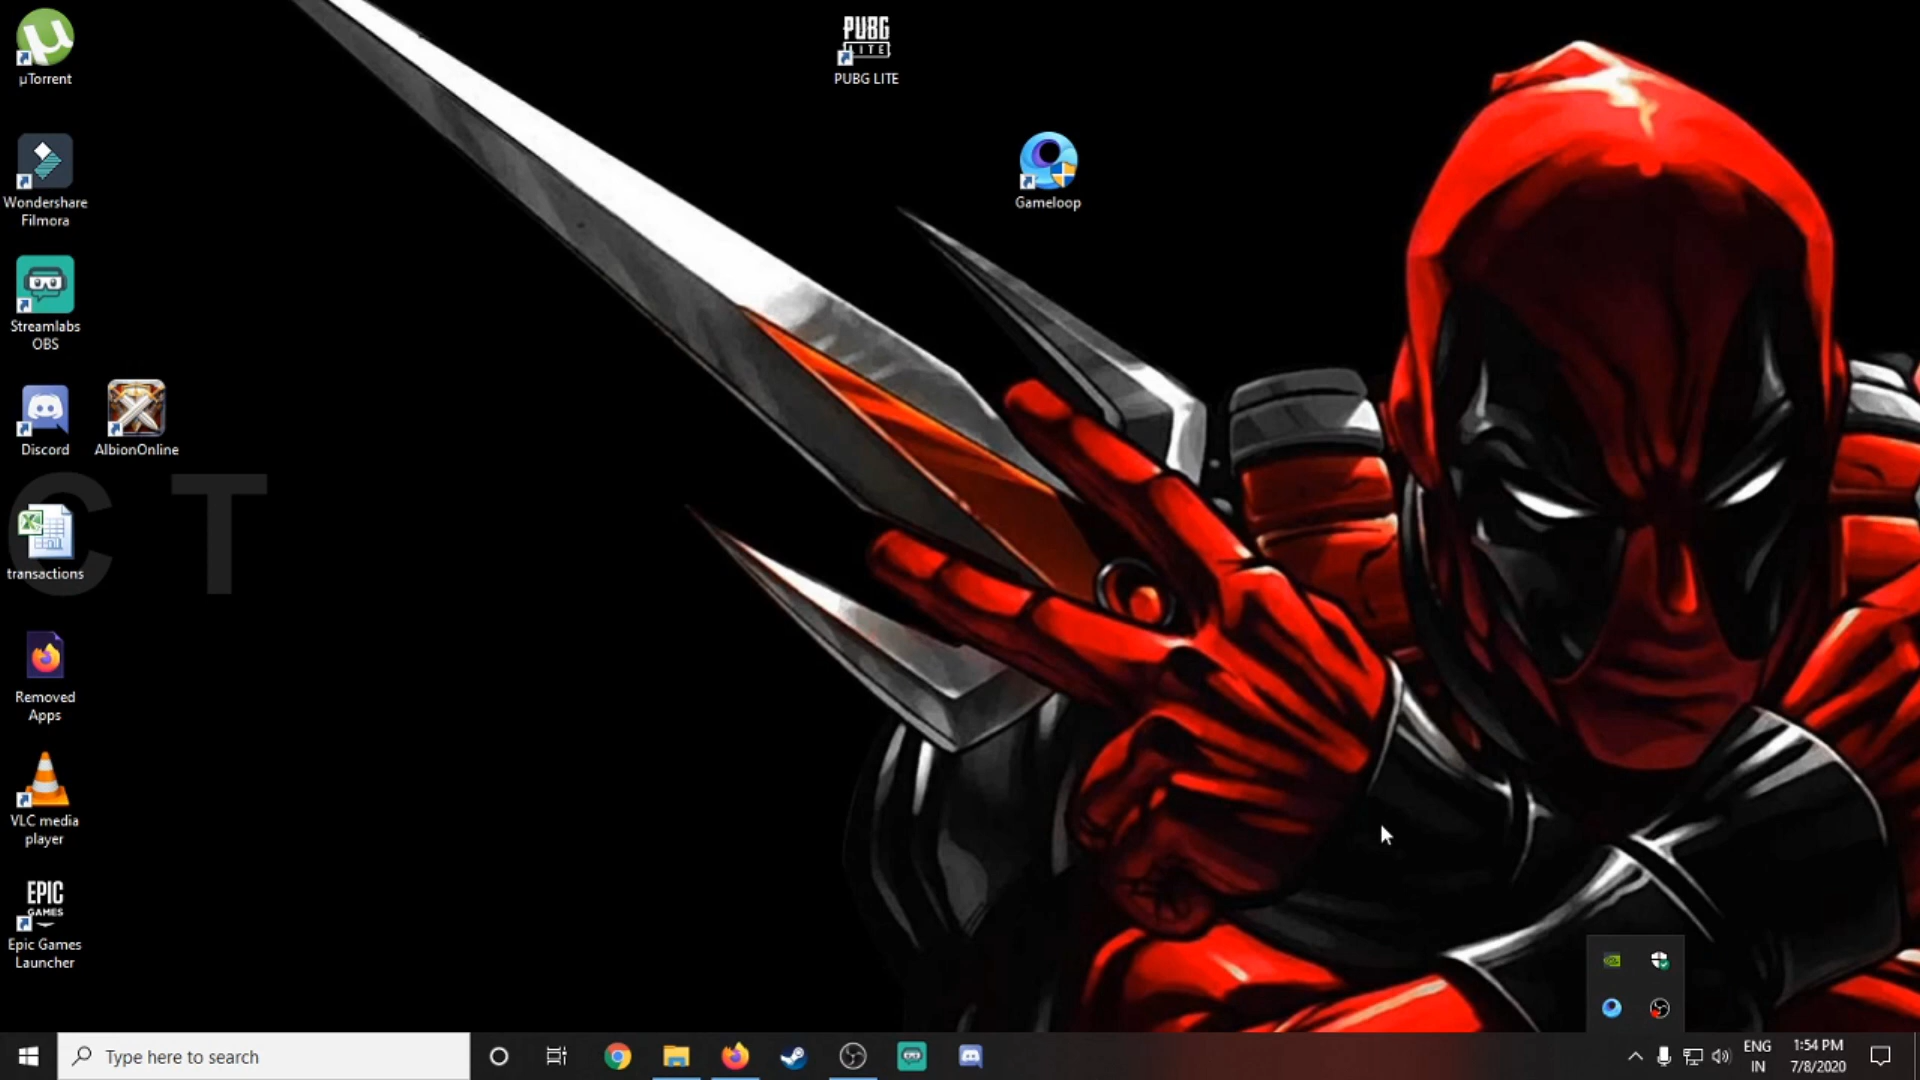 µTorrent
PUBG
LITE
PUBG LITE
Gameloop
Wondershare
Filmora
Streamlabs
OBS
Discord
AlbionOnline
C T
transactions
Removed
Apps
VLC media
player
EPIC
GAMES
Epic Games
Launcher
Type here to search
ENG
IN
1:54 PM
7/8/2020